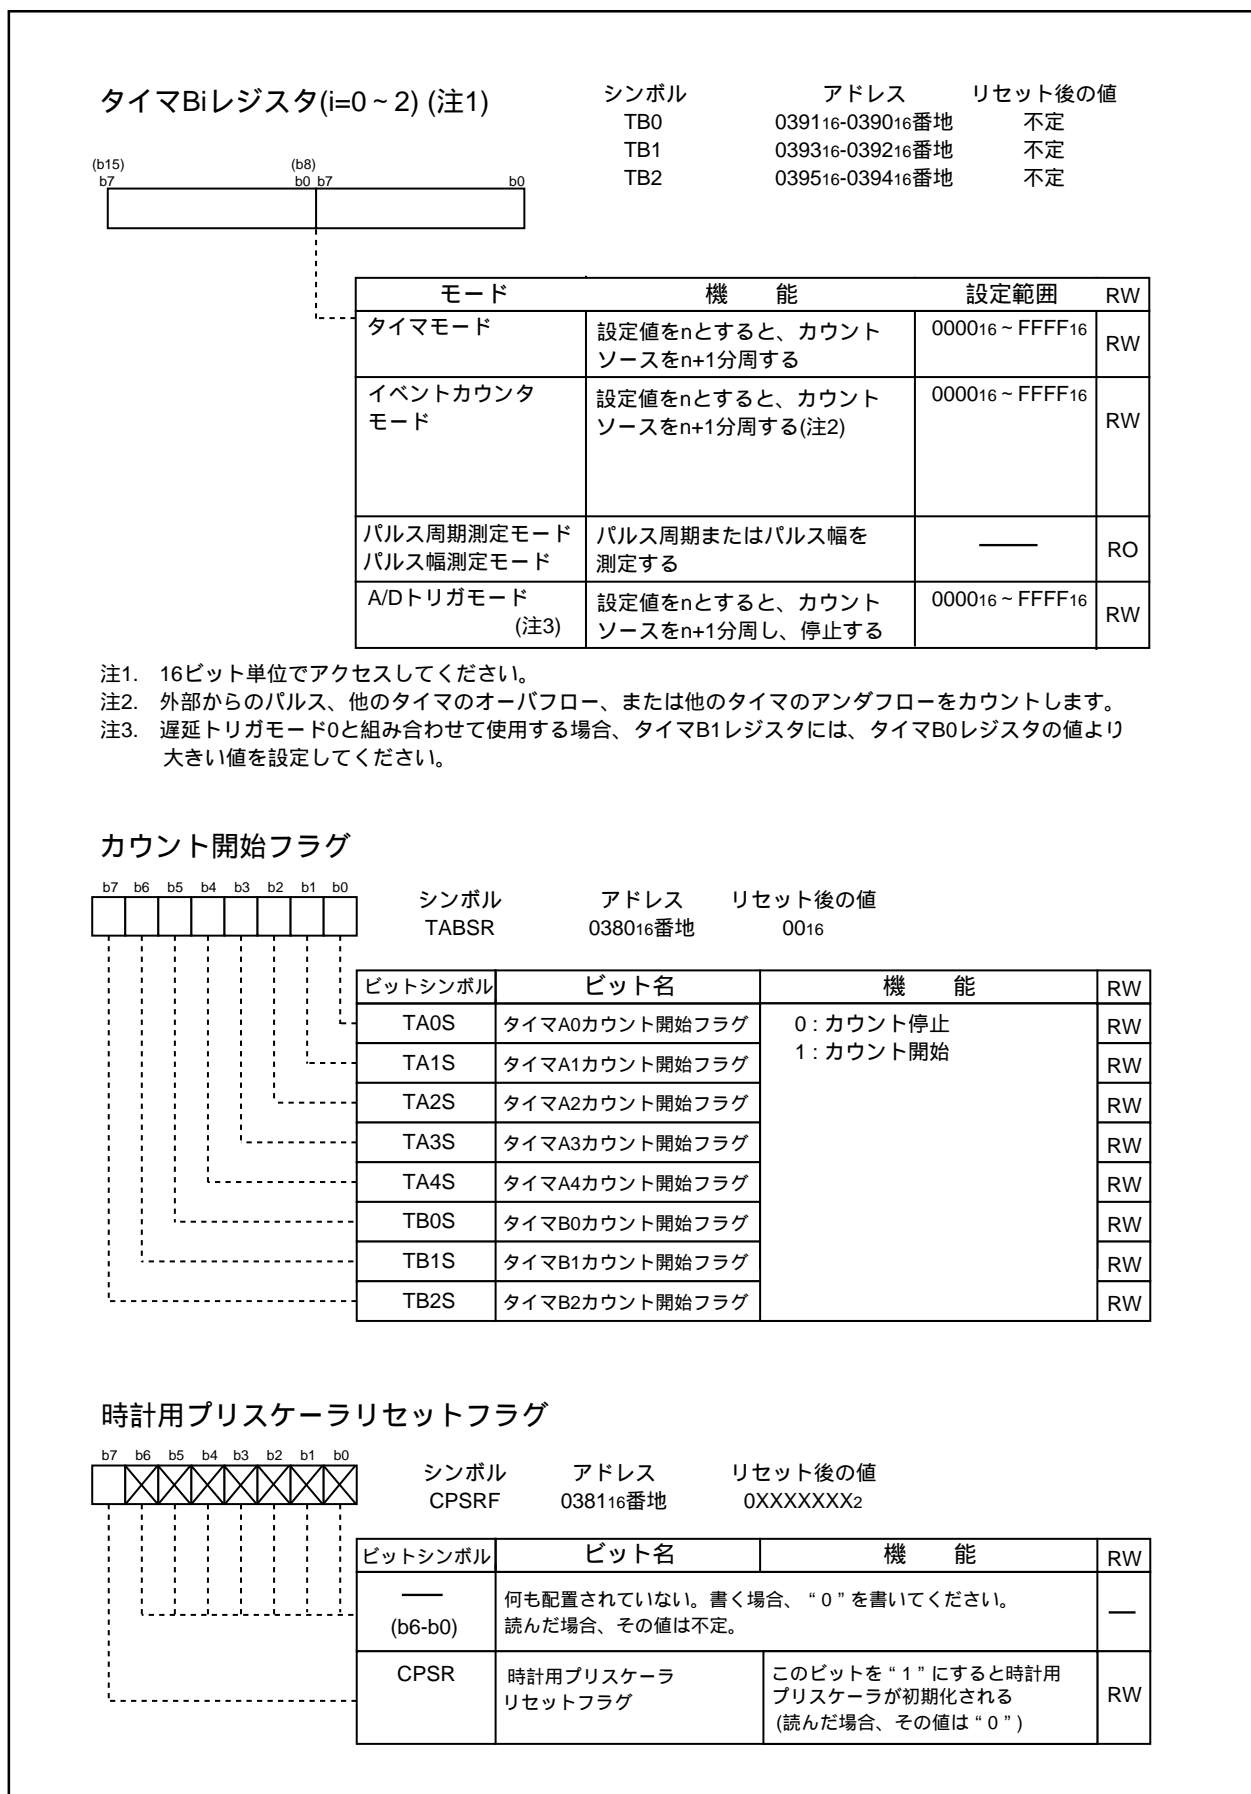 タイマBiレジスタ(i=0 ~ 2) (注1)
シンボル アドレス リセット後の値
TB0 039116-039016番地 不定
TB1 039316-039216番地 不定
TB2 039516-039416番地 不定
(b15) (b8)
b7 b0 b7 b0
モード 機 能 設定範囲 RW
タイマモード 設定値をnとすると、カウント 000016 ~ FFFF16 RW
ソースをn+1分周する
イベントカウンタ 設定値をnとすると、カウント 000016 ~ FFFF16
モード ソースをn+1分周する(注2) RW
パルス周期測定モード パルス周期またはパルス幅を —— RO
パルス幅測定モード 測定する
A/Dトリガモード 設定値をnとすると、カウント 000016 ~ FFFF16 RW
(注3) ソースをn+1分周し、停止する
注1. 16ビット単位でアクセスしてください。
注2. 外部からのパルス、他のタイマのオーバフロー、または他のタイマのアンダフローをカウントします。
注3. 遅延トリガモード0と組み合わせて使用する場合、タイマB1レジスタには、タイマB0レジスタの値より
大きい値を設定してください。
カウント開始フラグ
b7 b6 b5 b4 b3 b2 b1 b0
シンボル アドレス リセット後の値
TABSR 038016番地 0016
ビットシンボル ビット名 機 能 RW
TA0S タイマA0カウント開始フラグ 0 : カウント停止 RW
1 : カウント開始
TA1S タイマA1カウント開始フラグ RW
TA2S タイマA2カウント開始フラグ RW
TA3S タイマA3カウント開始フラグ RW
TA4S タイマA4カウント開始フラグ RW
TB0S タイマB0カウント開始フラグ RW
TB1S タイマB1カウント開始フラグ RW
TB2S タイマB2カウント開始フラグ RW
時計用プリスケーラリセットフラグ
b7 b6 b5 b4 b3 b2 b1 b0
シンボル アドレス リセット後の値
CPSRF 038116番地 0XXXXXXX2
ビットシンボル ビット名 機 能 RW
—— 何も配置されていない。書く場合、“ 0 ” を書いてください。 —
(b6-b0) 読んだ場合、その値は不定。
CPSR 時計用プリスケーラ このビットを “ 1 ” にすると時計用 RW
リセットフラグ プリスケーラが初期化される
(読んだ場合、その値は “ 0 ” )